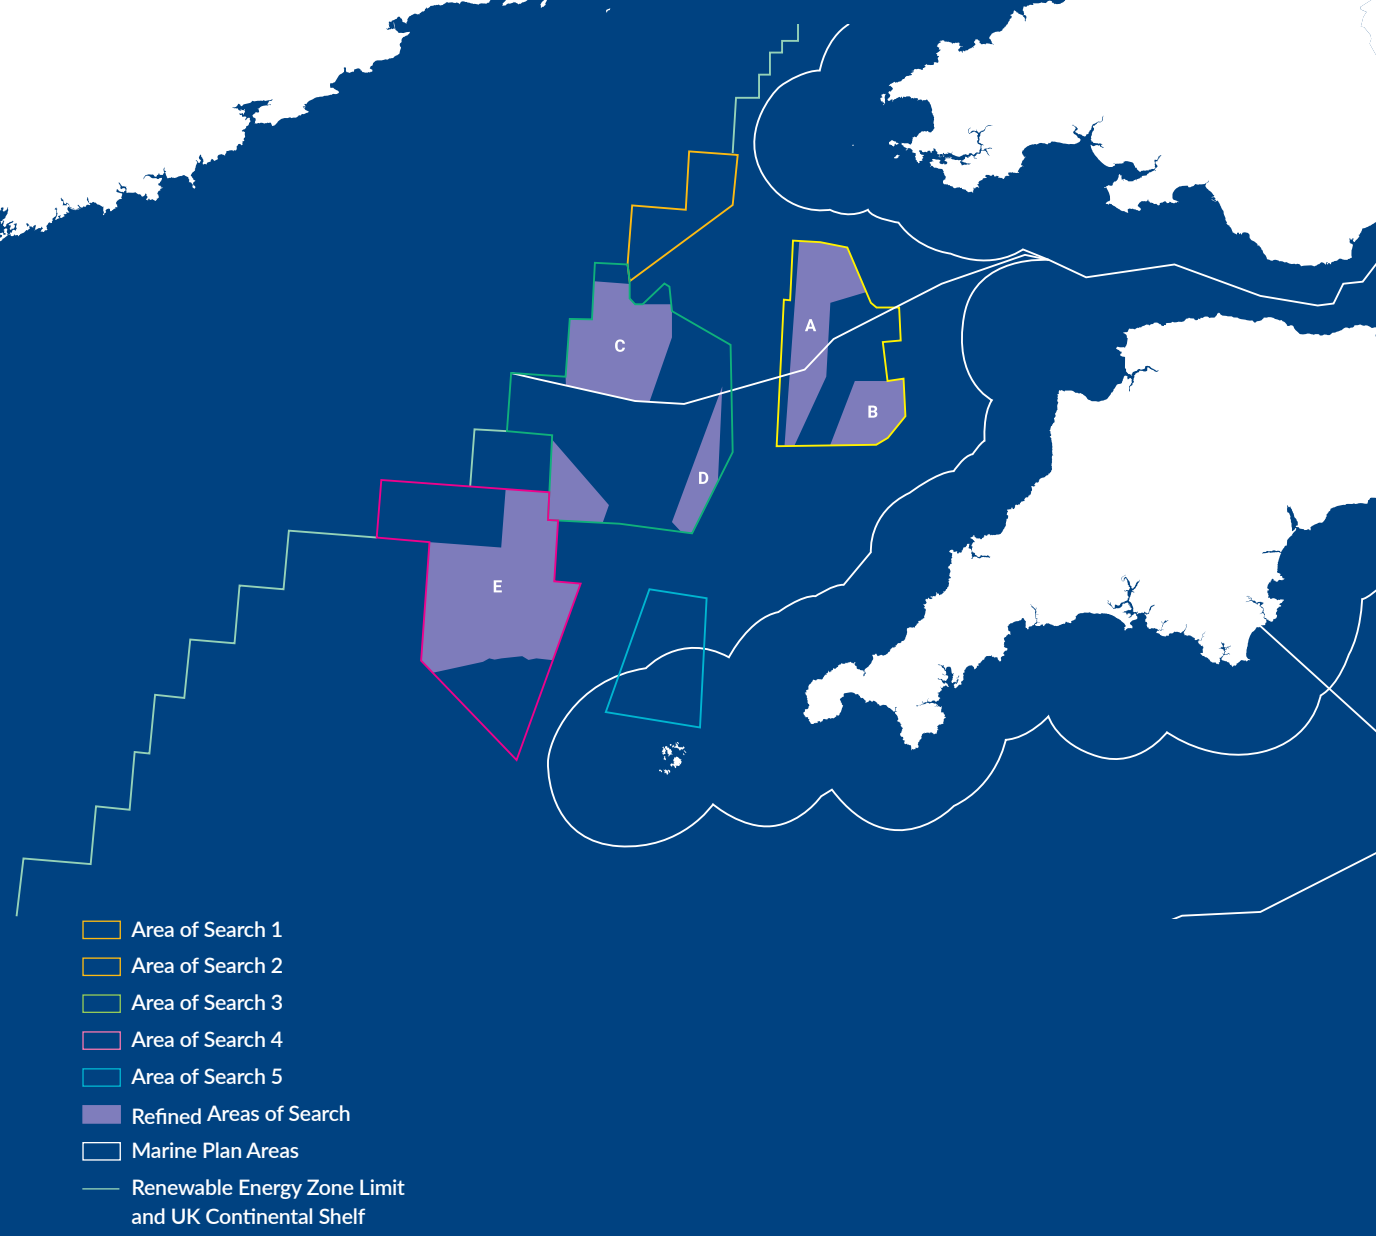 A
C
B
D
E
Area of Search 1
Area of Search 2
Area of Search 3
Area of Search 4
Area of Search 5
Refined Areas of Search
Marine Plan Areas
Renewable Energy Zone Limit
and UK Continental Shelf